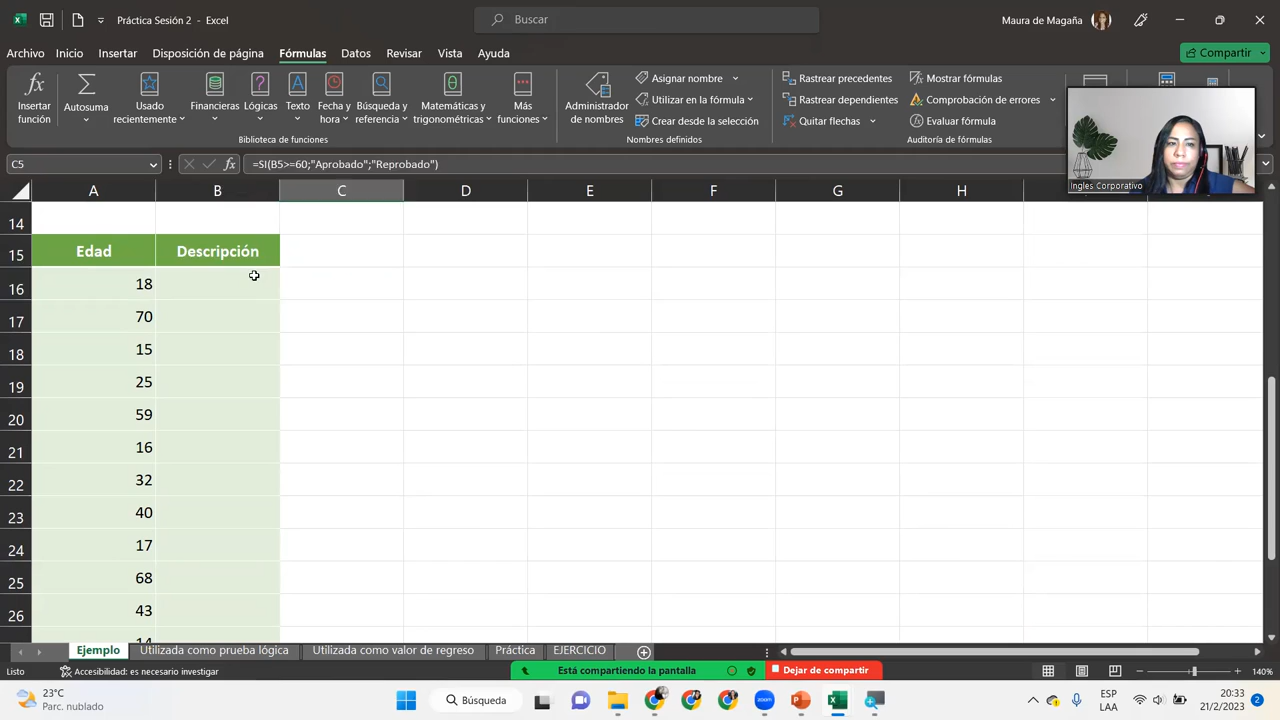 Práctica Sesión 2 - Excel
Buscar
Maura de Magaña
Archivo Inicio Insertar Disposición de página Fórmulas Datos Revisar Vista Ayuda
Compartir
Insertar función
Autosuma
Usado recientemente
Financieras
Lógicas
Texto
Fecha y hora
Búsqueda y referencia
Matemáticas y trigonométricas
Más funciones
Biblioteca de funciones
Administrador de nombres
Asignar nombre
Utilizar en la fórmula
Crear desde la selección
Nombres definidos
Rastrear precedentes
Rastrear dependientes
Quitar flechas
Mostrar fórmulas
Comprobación de errores
Evaluar fórmula
Auditoría de fórmulas
Ingles Corporativo
C5
fx
=SI(B5>=60;"Aprobado";"Reprobado")
A B C D E F G H
14
15 Edad Descripción
16 18
17 70
18 15
19 25
20 59
21 16
22 32
23 40
24 17
25 68
26 43
14
Ejemplo Utilizada como prueba lógica Utilizada como valor de regreso Práctica EJERCICIO
Listo Accesibilidad: es necesario investigar
Está compartiendo la pantalla
Dejar de compartir
140%
23°C
Parc. nublado
Búsqueda
zoom
ESP
LAA
20:33
21/2/2023
2